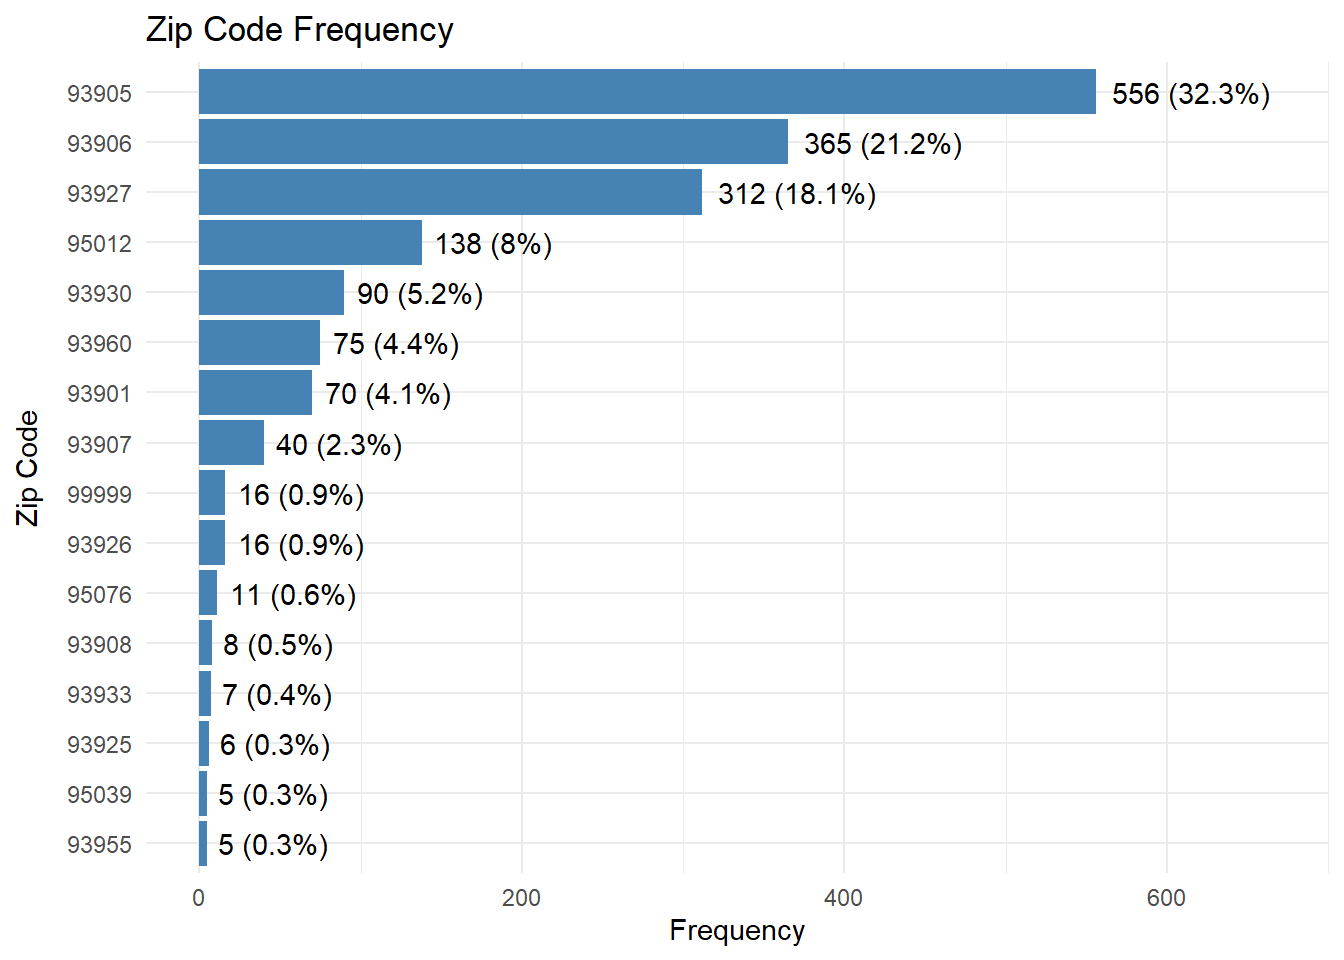 Zip Code Frequency
93905 556 (32.3%)
93906 365 (21.2%)
93927 312 (18.1%)
95012 138 (8%)
93930 90 (5.2%)
93960 75 (4.4%)
93901 70 (4.1%)
93907 40 (2.3%)
99999 16 (0.9%)
93926 16 (0.9%)
95076 11 (0.6%)
93908 8 (0.5%)
93933 7 (0.4%)
93925 6 (0.3%)
95039 5 (0.3%)
93955 5 (0.3%)
Zip Code
0 200 400 600
Frequency